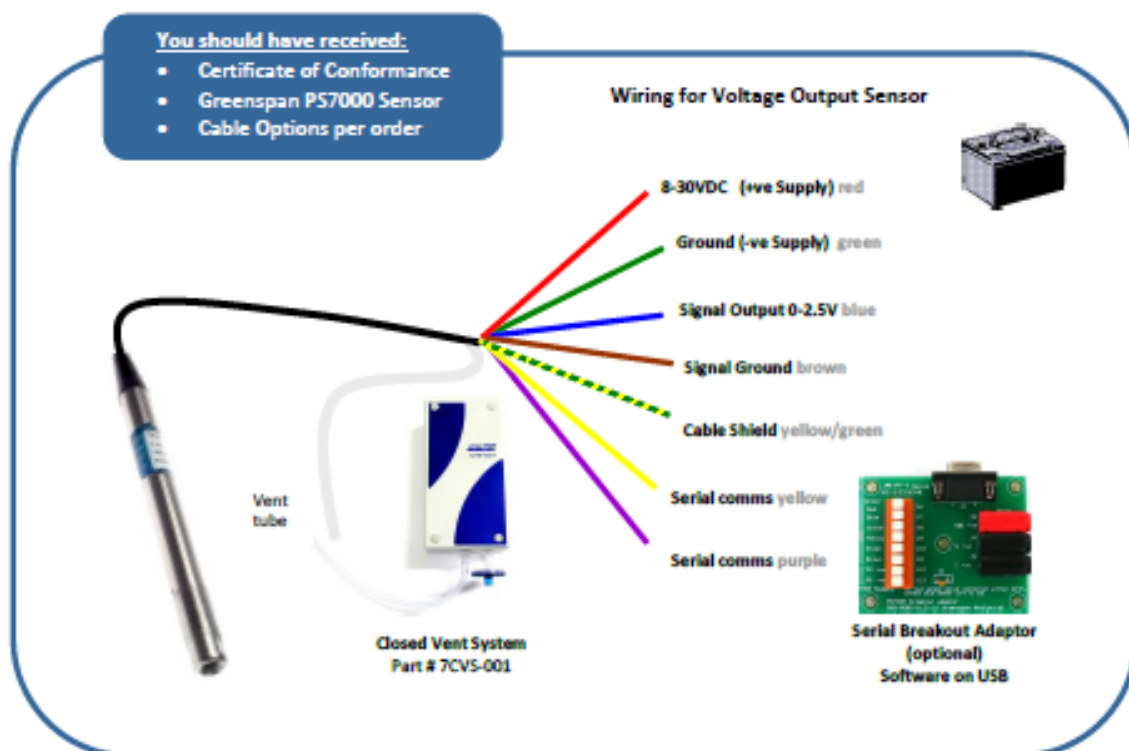 You should have received:
• Certificate of Conformance
• Greenspan PS7000 Sensor
• Cable Options per order
Wiring for Voltage Output Sensor
8-30VDC (+ve Supply) red
Ground (-ve Supply) green
Signal Output 0-2.5V blue
Signal Ground brown
Cable Shield yellow/green
Serial comms yellow
Serial comms purple
Vent
tube
Closed Vent System
Part # 7CVS-001
Serial Breakout Adaptor
(optional)
Software on USB